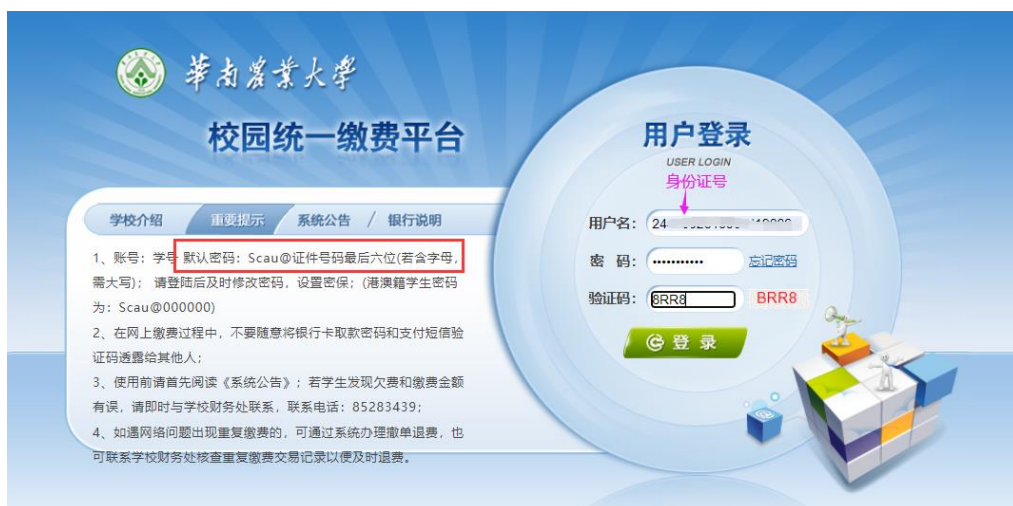 華南農業大学
校园统一缴费平台
学校介绍 重要提示 系统公告 / 银行说明
1、账号：学号 默认密码：Scau@证件号码最后六位(若含字母，
需大写)； 请登陆后及时修改密码，设置密保；(港澳籍学生密码
为：Scau@000000)
2、在网上缴费过程中，不要随意将银行卡取款密码和支付短信验
证码透露给其他人；
3、使用前请首先阅读《系统公告》；若学生发现欠费和缴费金额
有误，请即时与学校财务处联系，联系电话：85283439；
4、如遇网络问题出现重复缴费的，可通过系统办理撤单退费，也
可联系学校财务处核查重复缴费交易记录以便及时退费。
用户登录
USER LOGIN
身份证号
用户名： 24
密 码： ••••••••••• 忘记密码
验证码： 8RR8 BRR8
登 录